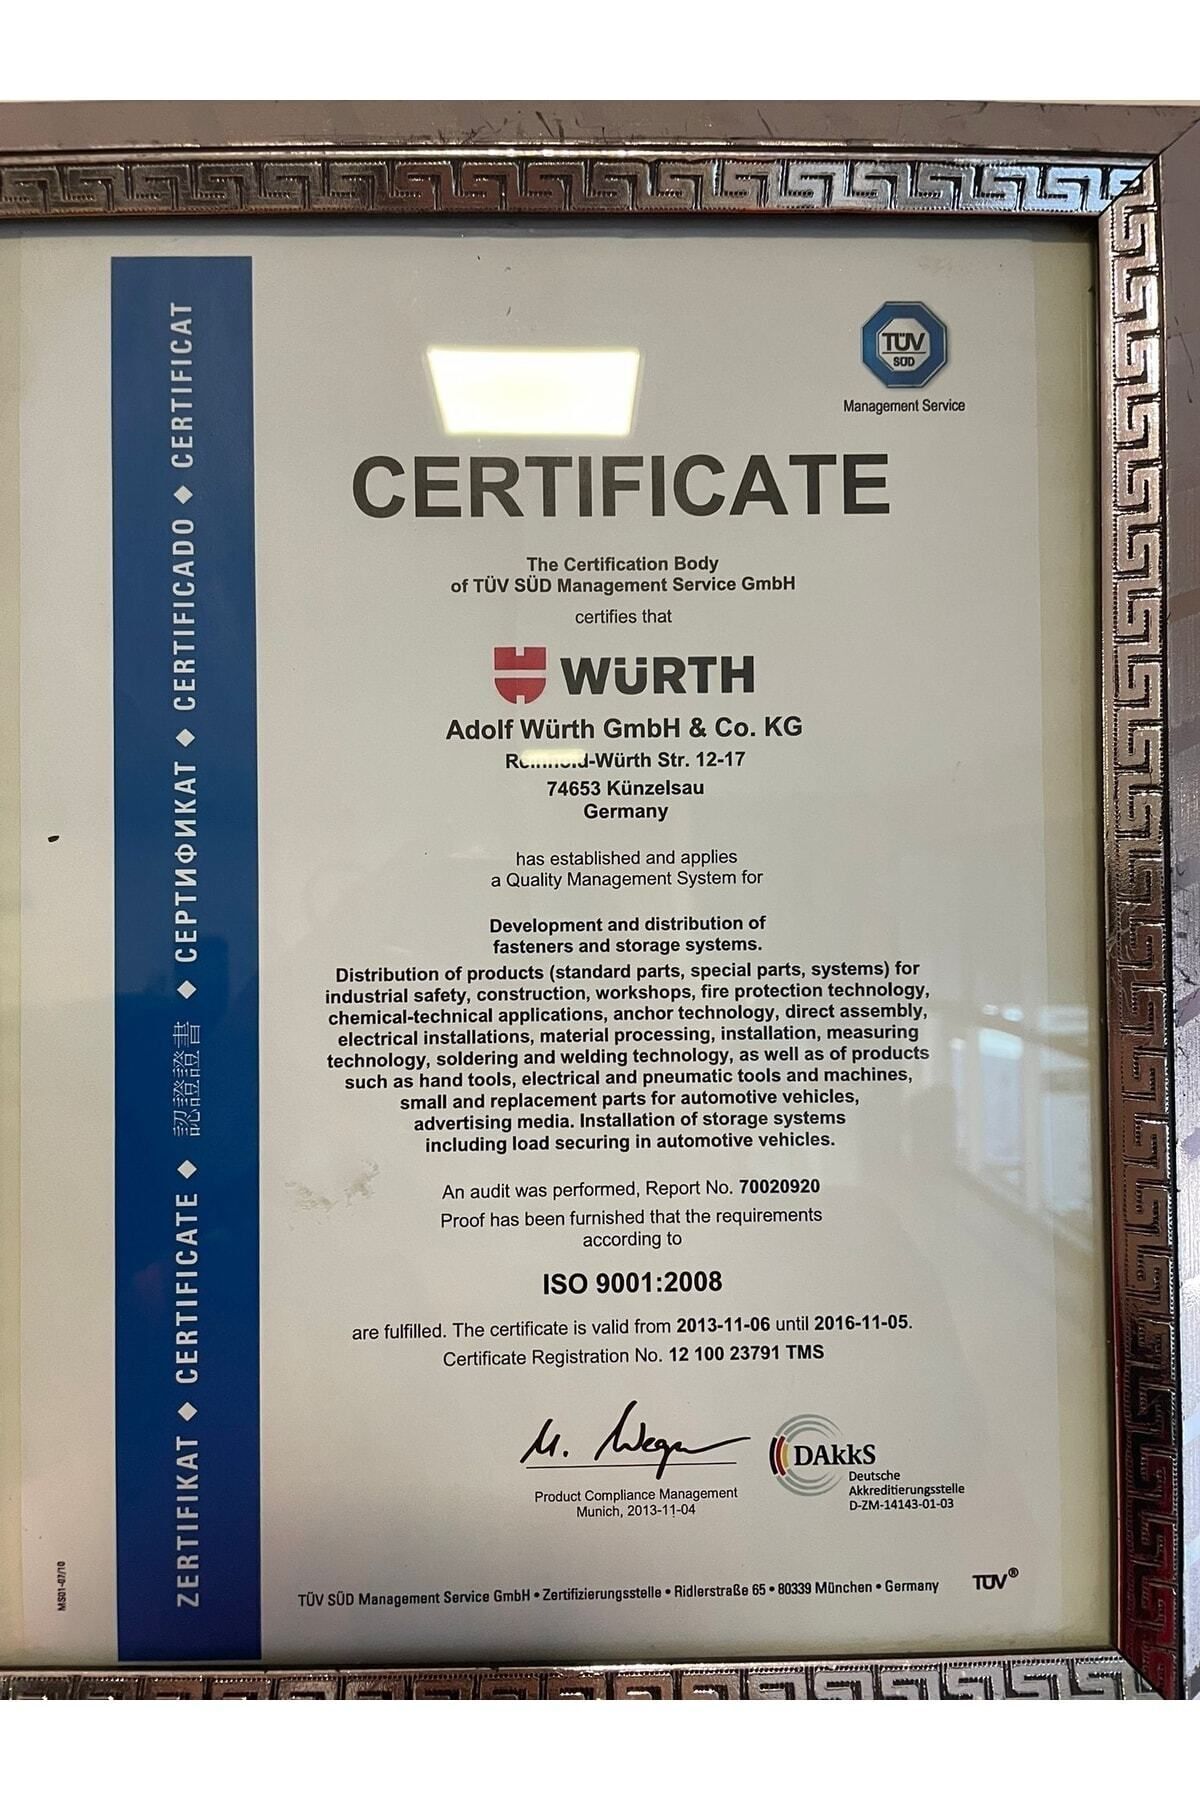 ZERTIFIKAT ◆ CERTIFICATE ◆ 認證證書 ◆ СЕРТИФИКАТ ◆ CERTIFICADO ◆ CERTIFICAT
TÜV
SÜD
Management Service
CERTIFICATE
The Certification Body
of TÜV SÜD Management Service GmbH
certifies that
WÜRTH
Adolf Würth GmbH & Co. KG
-Würth Str. 12-17
74653 Künzelsau
Germany
has established and applies
a Quality Management System for
Development and distribution of
fasteners and storage systems.
Distribution of products (standard parts, special parts, systems) for
industrial safety, construction, workshops, fire protection technology,
chemical-technical applications, anchor technology, direct assembly,
electrical installations, material processing, installation, measuring
technology, soldering and welding technology, as well as of products
such as hand tools, electrical and pneumatic tools and machines,
small and replacement parts for automotive vehicles,
advertising media. Installation of storage systems
including load securing in automotive vehicles.
An audit was performed, Report No. 70020920
Proof has been furnished that the requirements
according to
ISO 9001:2008
are fulfilled. The certificate is valid from 2013-11-06 until 2016-11-05.
Certificate Registration No. 12 100 23791 TMS
Product Compliance Management
Munich, 2013-11-04
DAkkS
Deutsche
Akkreditierungsstelle
D-ZM-14143-01-03
MS01-07/10
TÜV SÜD Management Service GmbH • Zertifizierungsstelle • Ridlerstraße 65 • 80339 München • Germany
TÜV®